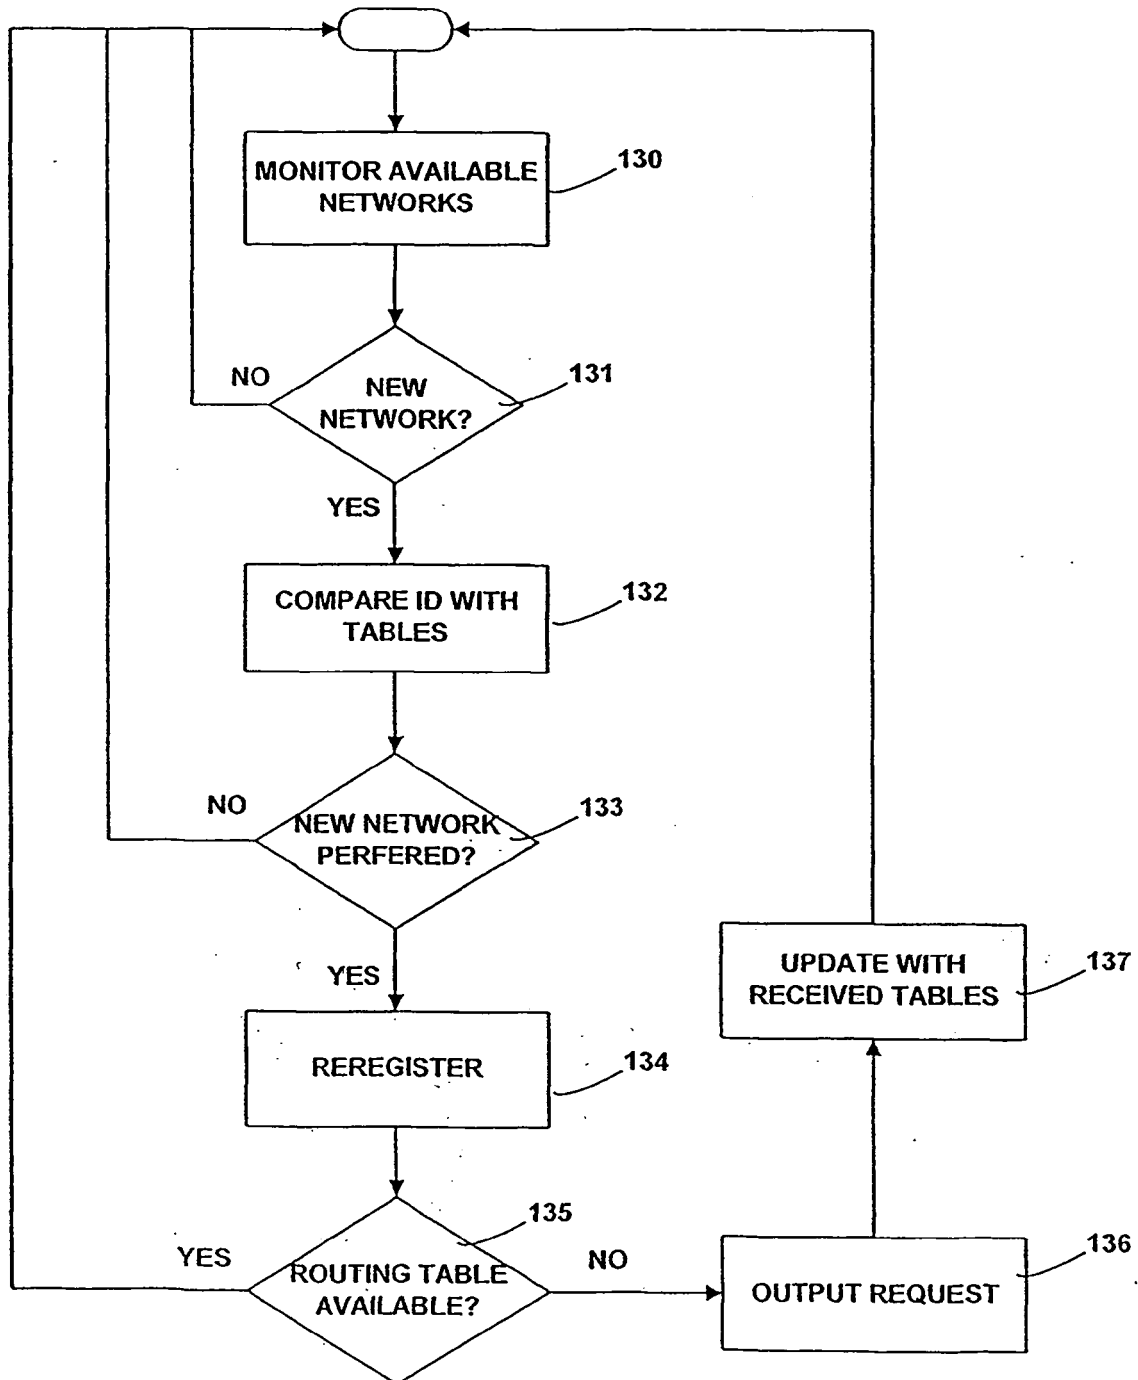 MONITOR AVAILABLE
NETWORKS
130
NO
NEW
NETWORK?
131
YES
COMPARE ID WITH
TABLES
132
NO
NEW NETWORK
PERFERED?
133
YES
REREGISTER
134
UPDATE WITH
RECEIVED TABLES
137
YES
ROUTING TABLE
AVAILABLE?
135
NO
OUTPUT REQUEST
136